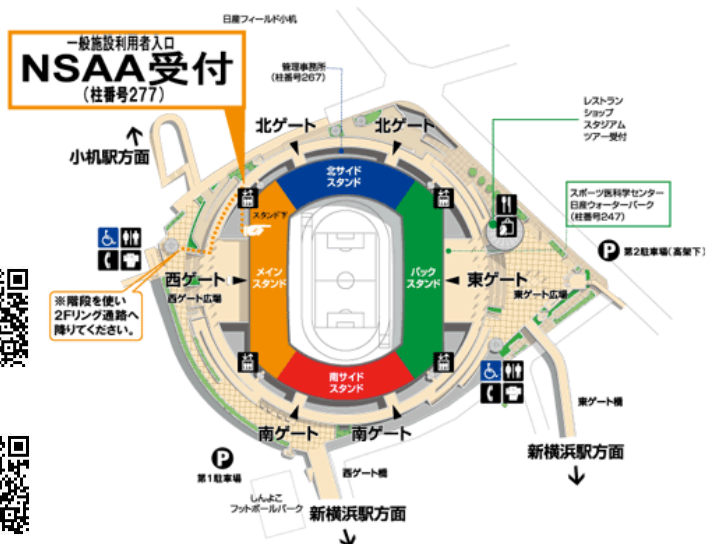 日産フィールド小机
一般施設利用者入口
NSAA受付
(柱番号277)
管理事務所
(柱番号267)
レストラン
ショップ
スタジアム
ツアー受付
北ゲート
北ゲート
小机駅方面
北サイド
スタンド
スポーツ医科学センター
日産ウォーターパーク
(柱番号247)
スタンド下
第2駐車場(高架下)
西ゲート
西ゲート広場
メイン
スタンド
バック
スタンド
東ゲート
東ゲート広場
※階段を使い
2Fリング通路へ
降りてください。
南サイド
スタンド
東ゲート橋
南ゲート
南ゲート
新横浜駅方面
P
P
第1駐車場
西ゲート橋
しんよこ
フットボールパーク
新横浜駅方面